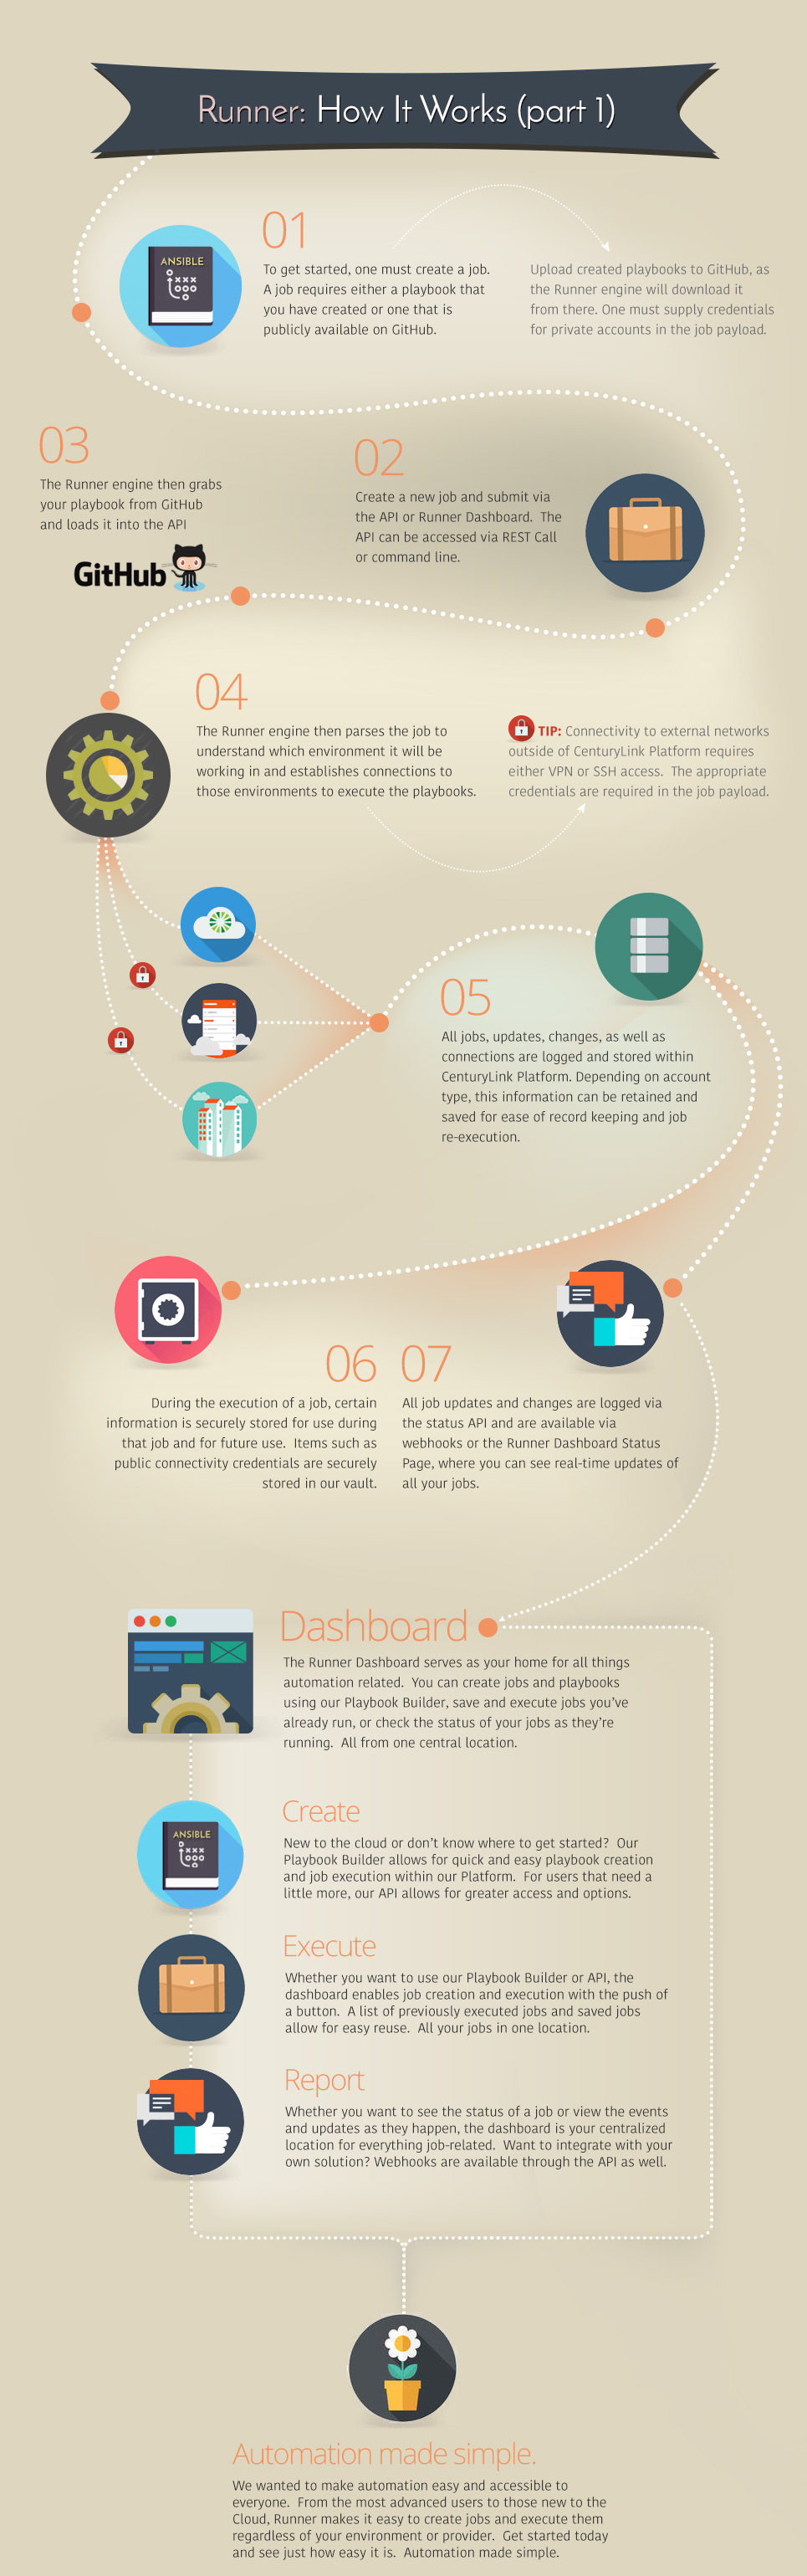 Runner: How It Works (part 1)
01
ANSIBLE
To get started, one must create a job.
A job requires either a playbook that
you have created or one that is
publicly available on GitHub.
Upload created playbooks to GitHub, as
the Runner engine will download it
from there. One must supply credentials
for private accounts in the job payload.
02
Create a new job and submit via
the API or Runner Dashboard. The
API can be accessed via REST Call
or command line.
03
The Runner engine then grabs
your playbook from GitHub
and loads it into the API
GitHub
04
The Runner engine then parses the job to
understand which environment it will be
working in and establishes connections to
those environments to execute the playbooks.
TIP: Connectivity to external networks
outside of CenturyLink Platform requires
either VPN or SSH access. The appropriate
credentials are required in the job payload.
05
All jobs, updates, changes, as well as
connections are logged and stored within
CenturyLink Platform. Depending on account
type, this information can be retained and
saved for ease of record keeping and job
re-execution.
06
During the execution of a job, certain
information is securely stored for use during
that job and for future use. Items such as
public connectivity credentials are securely
stored in our vault.
07
All job updates and changes are logged via
the status API and are available via
webhooks or the Runner Dashboard Status
Page, where you can see real-time updates of
all your jobs.
Dashboard
The Runner Dashboard serves as your home for all things
automation related. You can create jobs and playbooks
using our Playbook Builder, save and execute jobs you've
already run, or check the status of your jobs as they're
running. All from one central location.
Create
ANSIBLE
New to the cloud or don't know where to get started? Our
Playbook Builder allows for quick and easy playbook creation
and job execution within our Platform. For users that need a
little more, our API allows for greater access and options.
Execute
Whether you want to use our Playbook Builder or API, the
dashboard enables job creation and execution with the push of
a button. A list of previously executed jobs and saved jobs
allow for easy reuse. All your jobs in one location.
Report
Whether you want to see the status of a job or view the events
and updates as they happen, the dashboard is your centralized
location for everything job-related. Want to integrate with your
own solution? Webhooks are available through the API as well.
Automation made simple.
We wanted to make automation easy and accessible to
everyone. From the most advanced users to those new to the
Cloud, Runner makes it easy to create jobs and execute them
regardless of your environment or provider. Get started today
and see just how easy it is. Automation made simple.